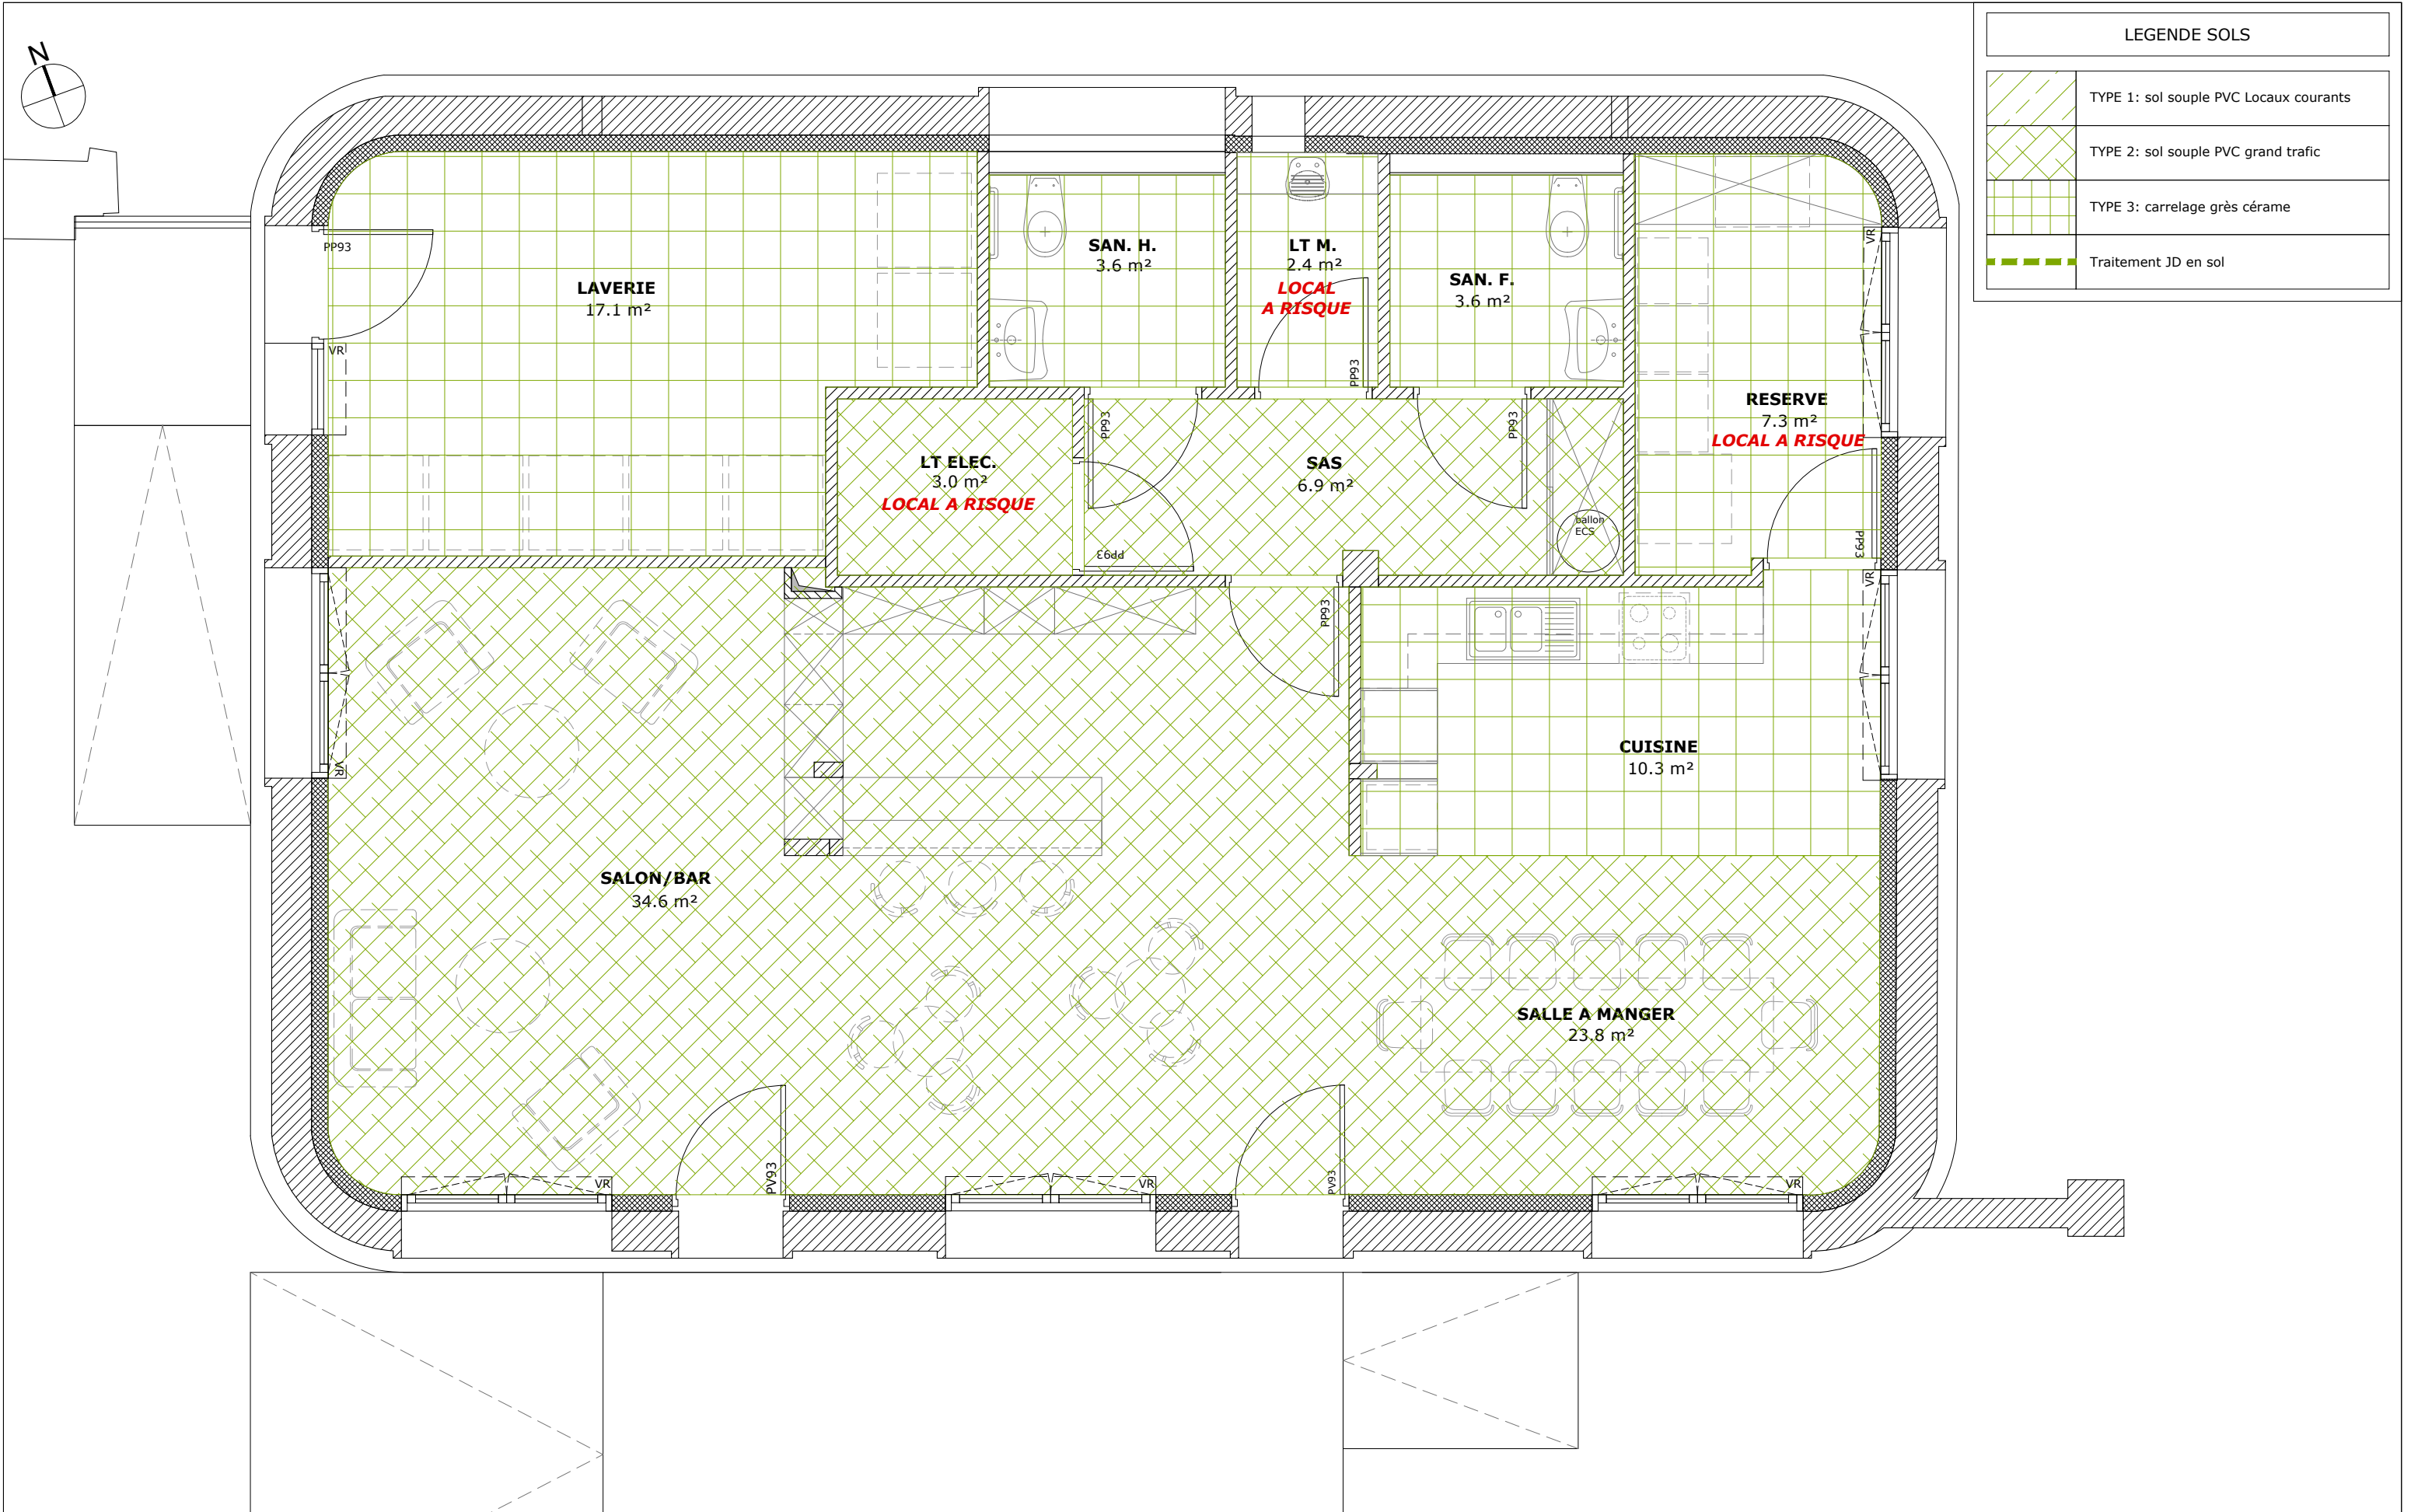 N
LEGENDE SOLS
TYPE 1: sol souple PVC Locaux courants
TYPE 2: sol souple PVC grand trafic
TYPE 3: carrelage grès cérame
Traitement JD en sol
PP93
VR
LAVERIE
17.1 m²
SAN. H.
3.6 m²
LT M.
2.4 m²
LOCAL
A RISQUE
PP93
SAN. F.
3.6 m²
VR
RESERVE
7.3 m²
LOCAL A RISQUE
PP93
LT ELEC.
3.0 m²
LOCAL A RISQUE
PP93
PP93
SAS
6.9 m²
PP93
ballon
ECS
VR
PP93
VR
CUISINE
10.3 m²
SALON/BAR
34.6 m²
SALLE A MANGER
23.8 m²
PV93
PV93
VR
VR
VR